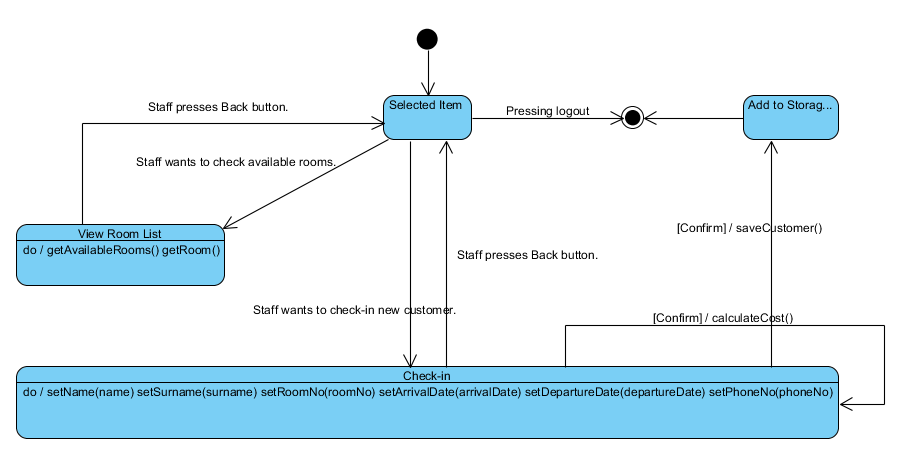 Staff presses Back button.
Selected Item
Pressing logout
Add to Storag...
Staff wants to check available rooms.
View Room List
do / getAvailableRooms() getRoom()
[Confirm] / saveCustomer()
Staff presses Back button.
Staff wants to check-in new customer.
[Confirm] / calculateCost()
Check-in
do / setName(name) setSurname(surname) setRoomNo(roomNo) setArrivalDate(arrivalDate) setDepartureDate(departureDate) setPhoneNo(phoneNo)